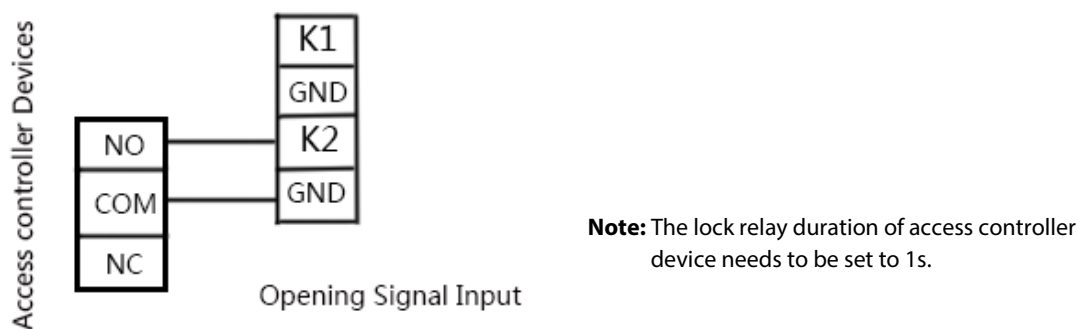 Access controller Devices
K1
GND
K2
GND
NO
COM
NC
Opening Signal Input
Note: The lock relay duration of access controller
device needs to be set to 1s.